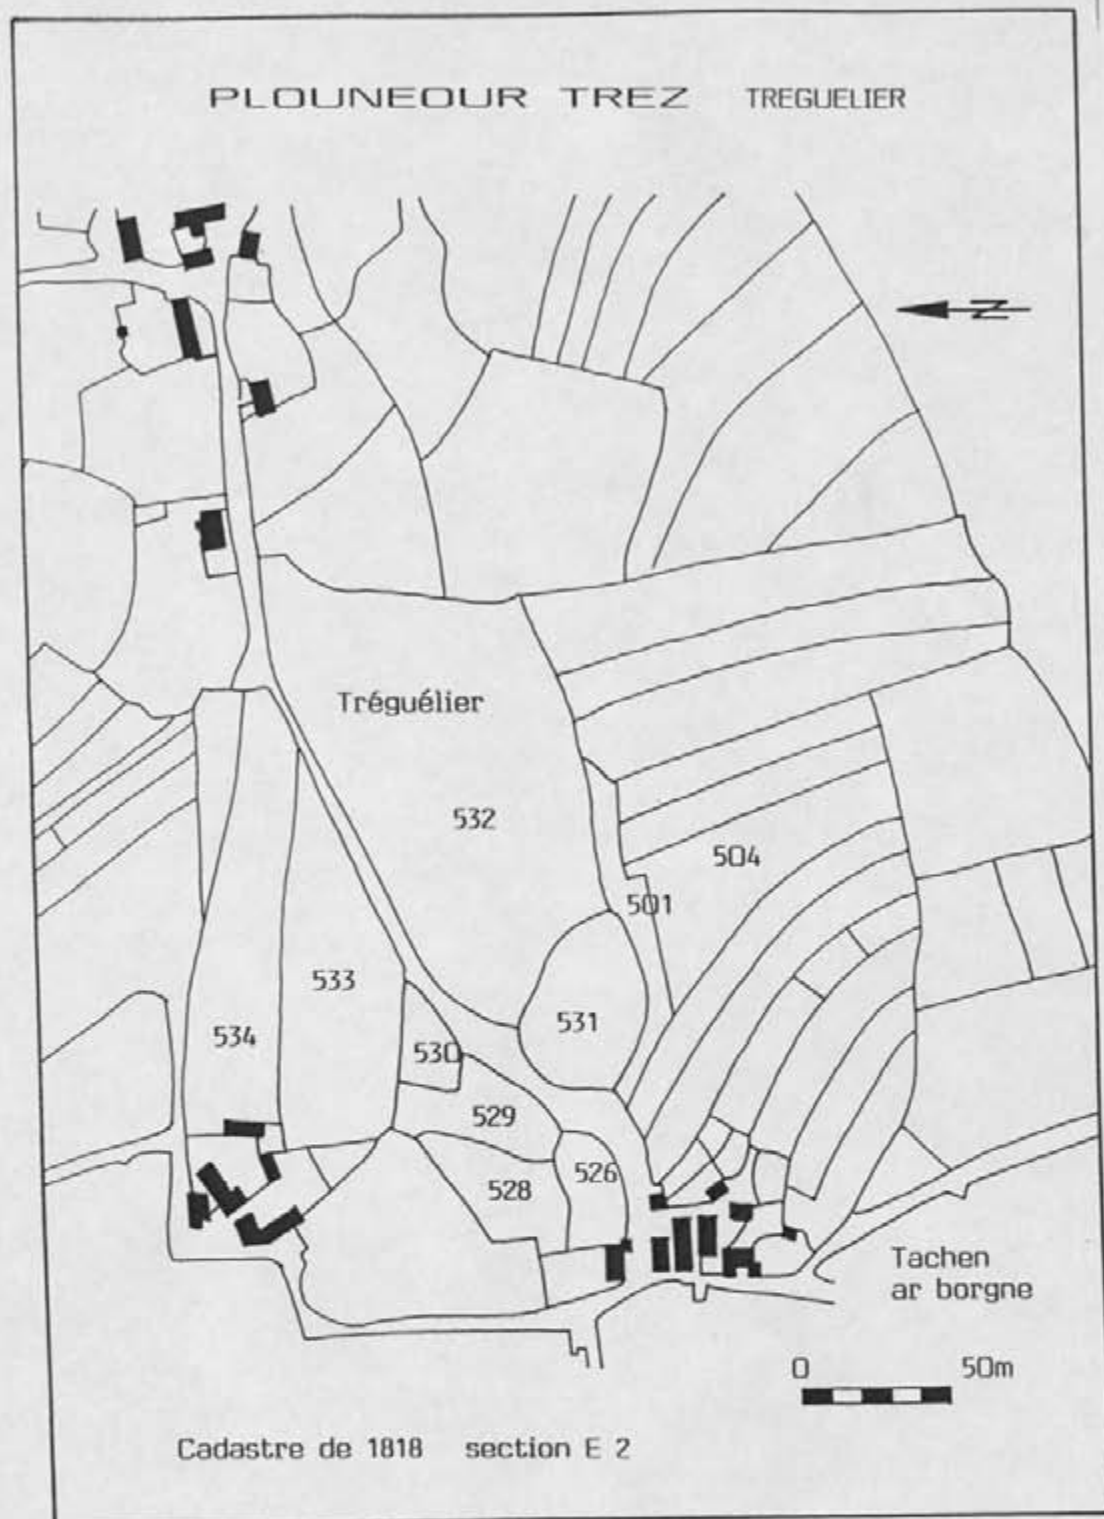 PLOUNEOUR TREZ TREGUELIER
N
Tréguélier
532
504
501
533
531
534
530
529
526
528
Tachen
ar borgne
0 50m
Cadastre de 1818 section E 2